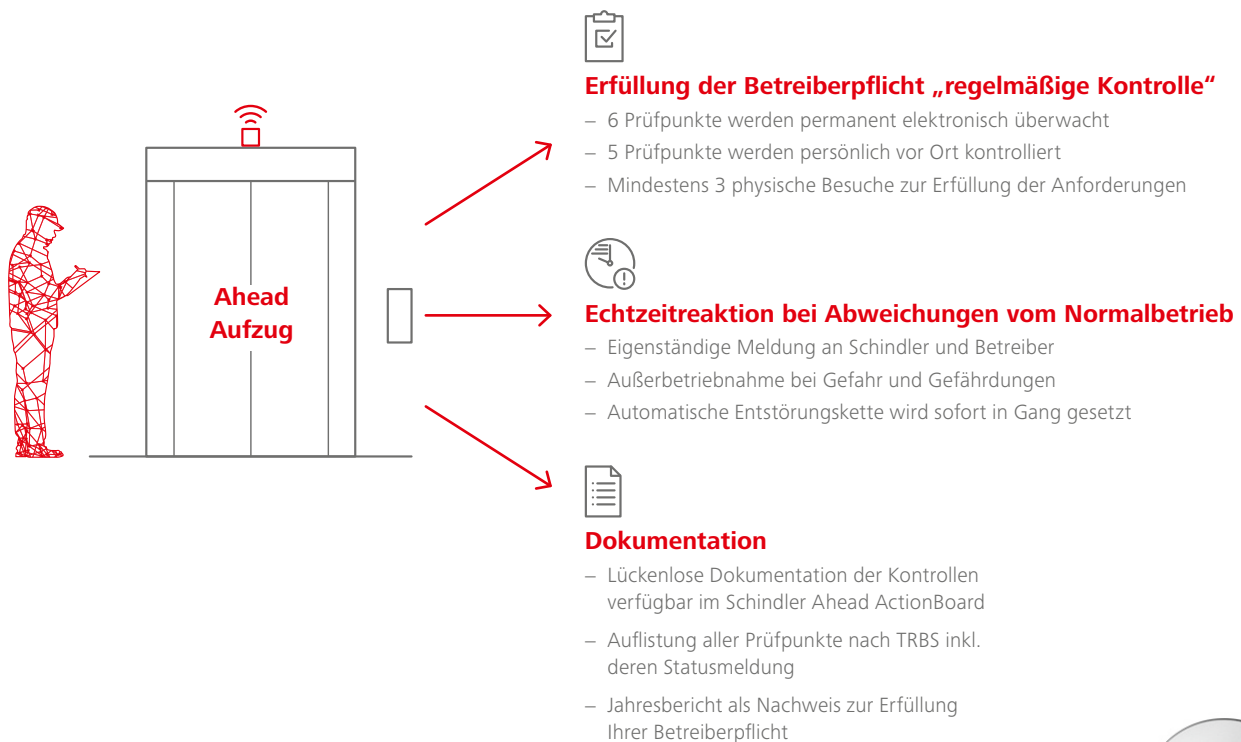 Ahead
Aufzug
Erfüllung der Betreiberpflicht „regelmäßige Kontrolle“
– 6 Prüfpunkte werden permanent elektronisch überwacht
– 5 Prüfpunkte werden persönlich vor Ort kontrolliert
– Mindestens 3 physische Besuche zur Erfüllung der Anforderungen
Echtzeitreaktion bei Abweichungen vom Normalbetrieb
– Eigenständige Meldung an Schindler und Betreiber
– Außerbetriebnahme bei Gefahr und Gefährdungen
– Automatische Entstörungskette wird sofort in Gang gesetzt
Dokumentation
– Lückenlose Dokumentation der Kontrollen
verfügbar im Schindler Ahead ActionBoard
– Auflistung aller Prüfpunkte nach TRBS inkl.
deren Statusmeldung
– Jahresbericht als Nachweis zur Erfüllung
Ihrer Betreiberpflicht